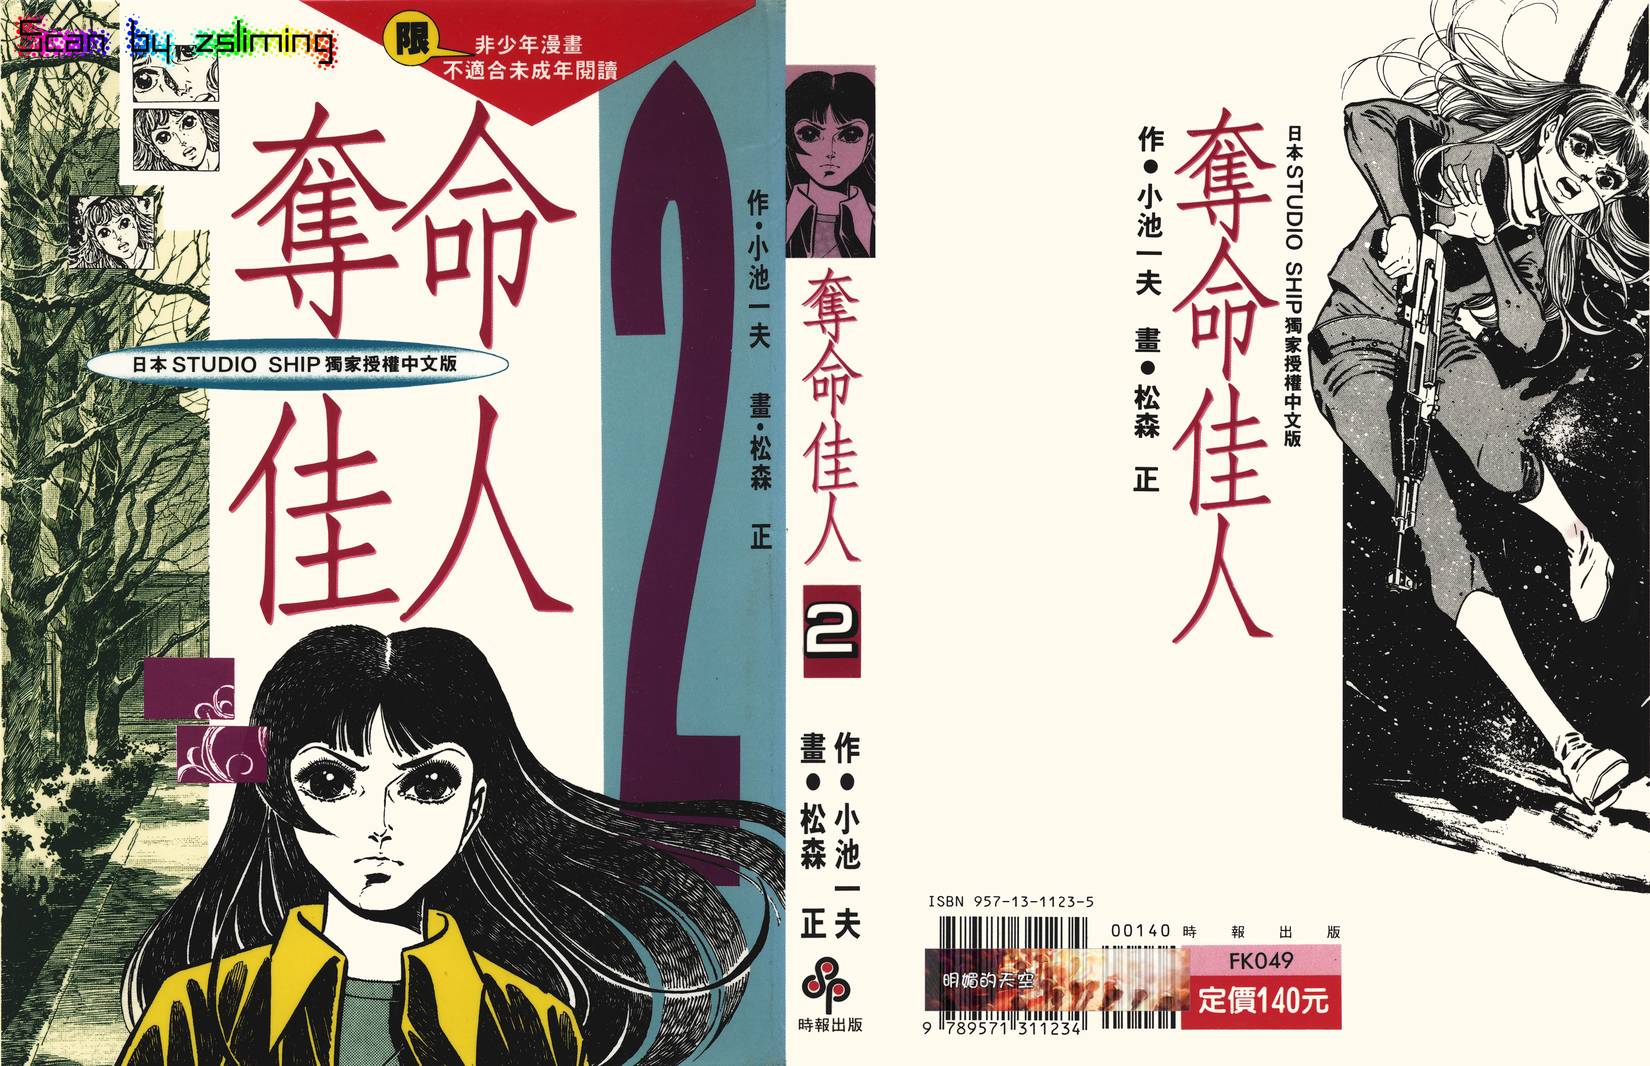 Scan by zsliming
限
非少年漫畫
不適合未成年閱讀
奪命
日本STUDIO SHIP獨家授權中文版
佳人
2
作・小池一夫 畫・松森 正
奪命佳人
2
作●小池一夫
畫●松森 正
時報出版
日本STUDIO SHIP獨家授權中文版
奪命佳人
作●小池一夫 畫●松森 正
ISBN 957-13-1123-5
00140
時報出版
FK049
定價140元
明媚的天空
9 789571 311234